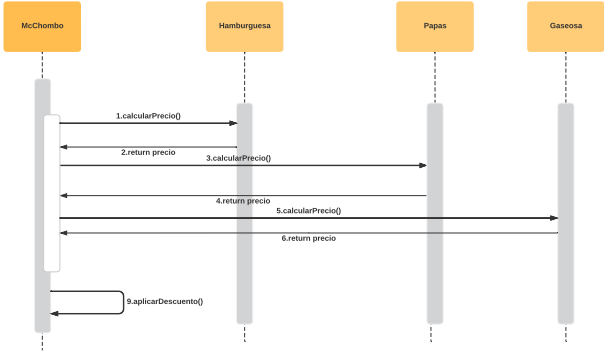 McChombo
Hamburguesa
Papas
Gaseosa
1.calcularPrecio()
2.return precio
3.calcularPrecio()
4.return precio
5.calcularPrecio()
6.return precio
9.aplicarDescuento()